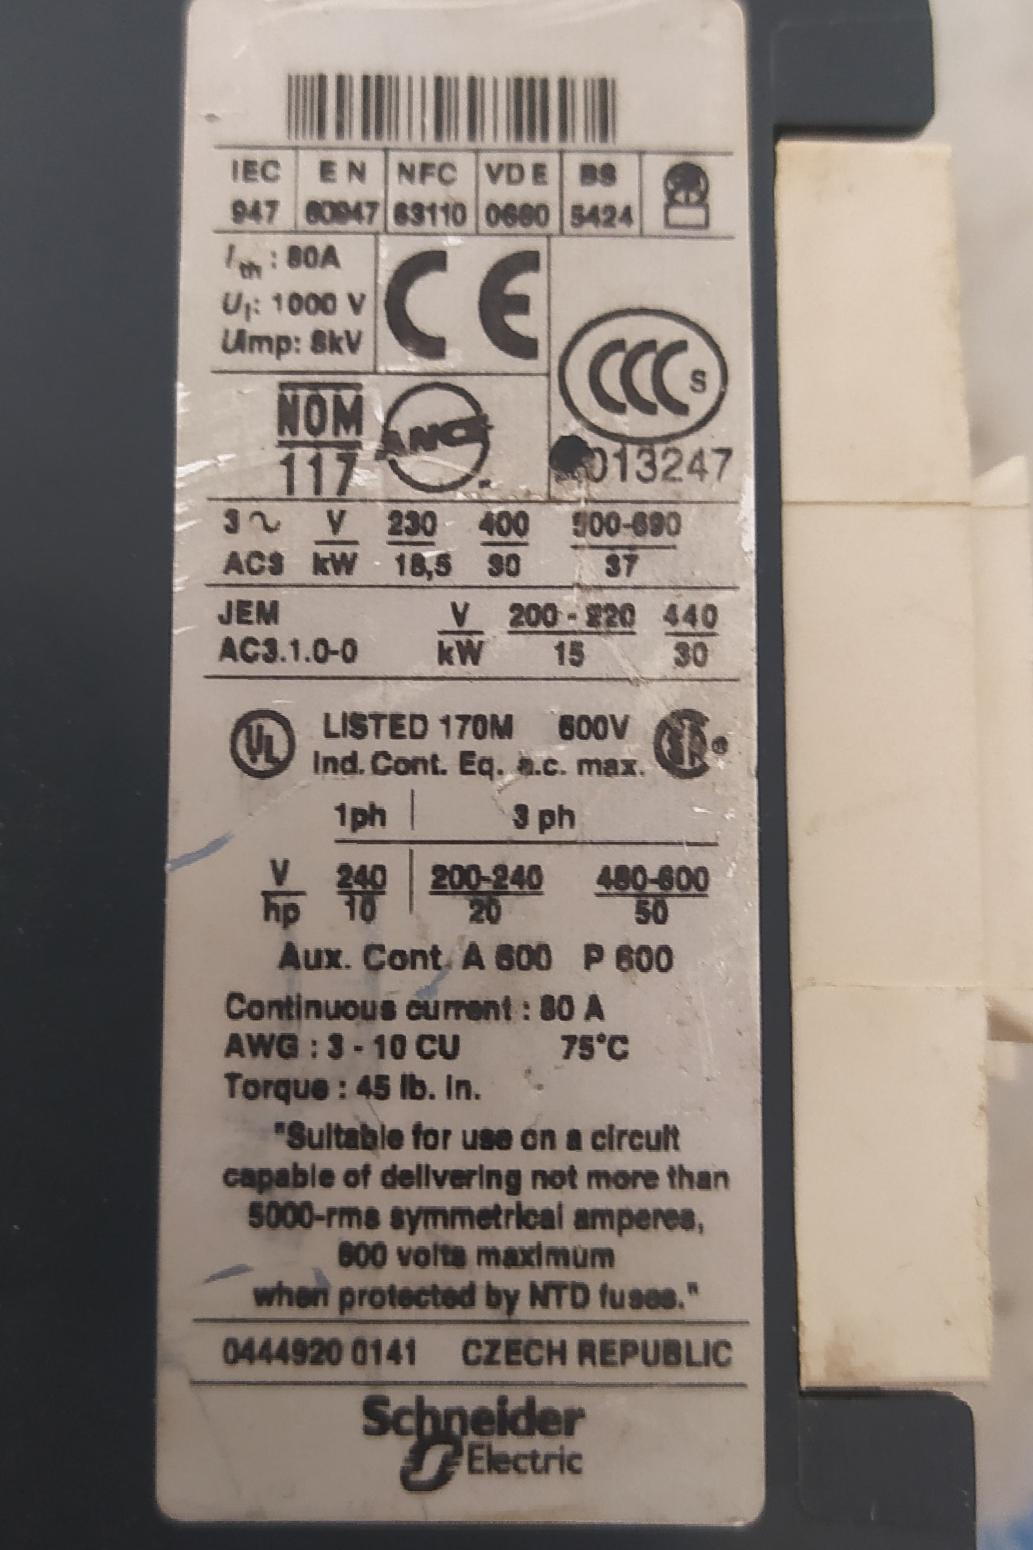 IEC EN NFC VDE BS
947 60947 63110 0660 5424
Ith : 80A
Ui: 1000 V
Uimp: 8kV
CE
CCC S
013247
NOM
117
ANCE
3~ V 230 400 500-690
AC3 kW 18,5 30 37
JEM V 200 - 220 440
AC3.1.0-0 kW 15 30
UL LISTED 170M 600V
Ind. Cont. Eq. a.c. max.
1ph 3 ph
V 240 200-240 480-600
hp 10 20 50
Aux. Cont. A 600 P 600
Continuous current : 80 A
AWG : 3 - 10 CU 75°C
Torque : 45 lb. in.
"Suitable for use on a circuit
capable of delivering not more than
5000-rms symmetrical amperes,
600 volts maximum
when protected by NTD fuses."
0444920 0141 CZECH REPUBLIC
Schneider
Electric